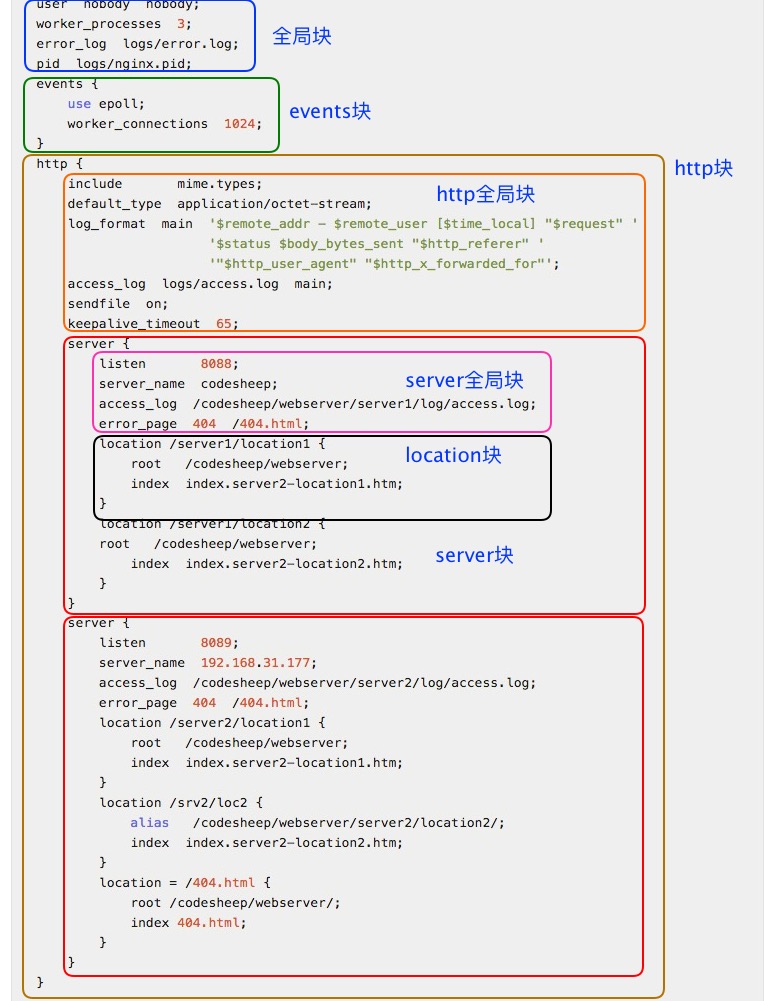 user  nobody  nobody;
worker_processes  3;
error_log  logs/error.log;
全局块
pid  logs/nginx.pid;
events {
    use epoll;
events块
    worker_connections  1024;
}
http {
http块
    include       mime.types;
http全局块
    default_type  application/octet-stream;
    log_format  main  '$remote_addr - $remote_user [$time_local] "$request" '
                      '$status $body_bytes_sent "$http_referer" '
                      '"$http_user_agent" "$http_x_forwarded_for"';
    access_log  logs/access.log  main;
    sendfile  on;
    keepalive_timeout  65;
    server {
        listen       8088;
        server_name  codesheep;
server全局块
        access_log  /codesheep/webserver/server1/log/access.log;
        error_page  404  /404.html;
        location /server1/location1 {
location块
            root   /codesheep/webserver;
            index  index.server2-location1.htm;
        }
        location /server1/location2 {
        root   /codesheep/webserver;
server块
            index  index.server2-location2.htm;
        }
    }
    server {
        listen       8089;
        server_name  192.168.31.177;
        access_log  /codesheep/webserver/server2/log/access.log;
        error_page  404  /404.html;
        location /server2/location1 {
            root   /codesheep/webserver;
            index  index.server2-location1.htm;
        }
        location /srv2/loc2 {
            alias   /codesheep/webserver/server2/location2/;
            index  index.server2-location2.htm;
        }
        location = /404.html {
            root /codesheep/webserver/;
            index 404.html;
        }
    }
}